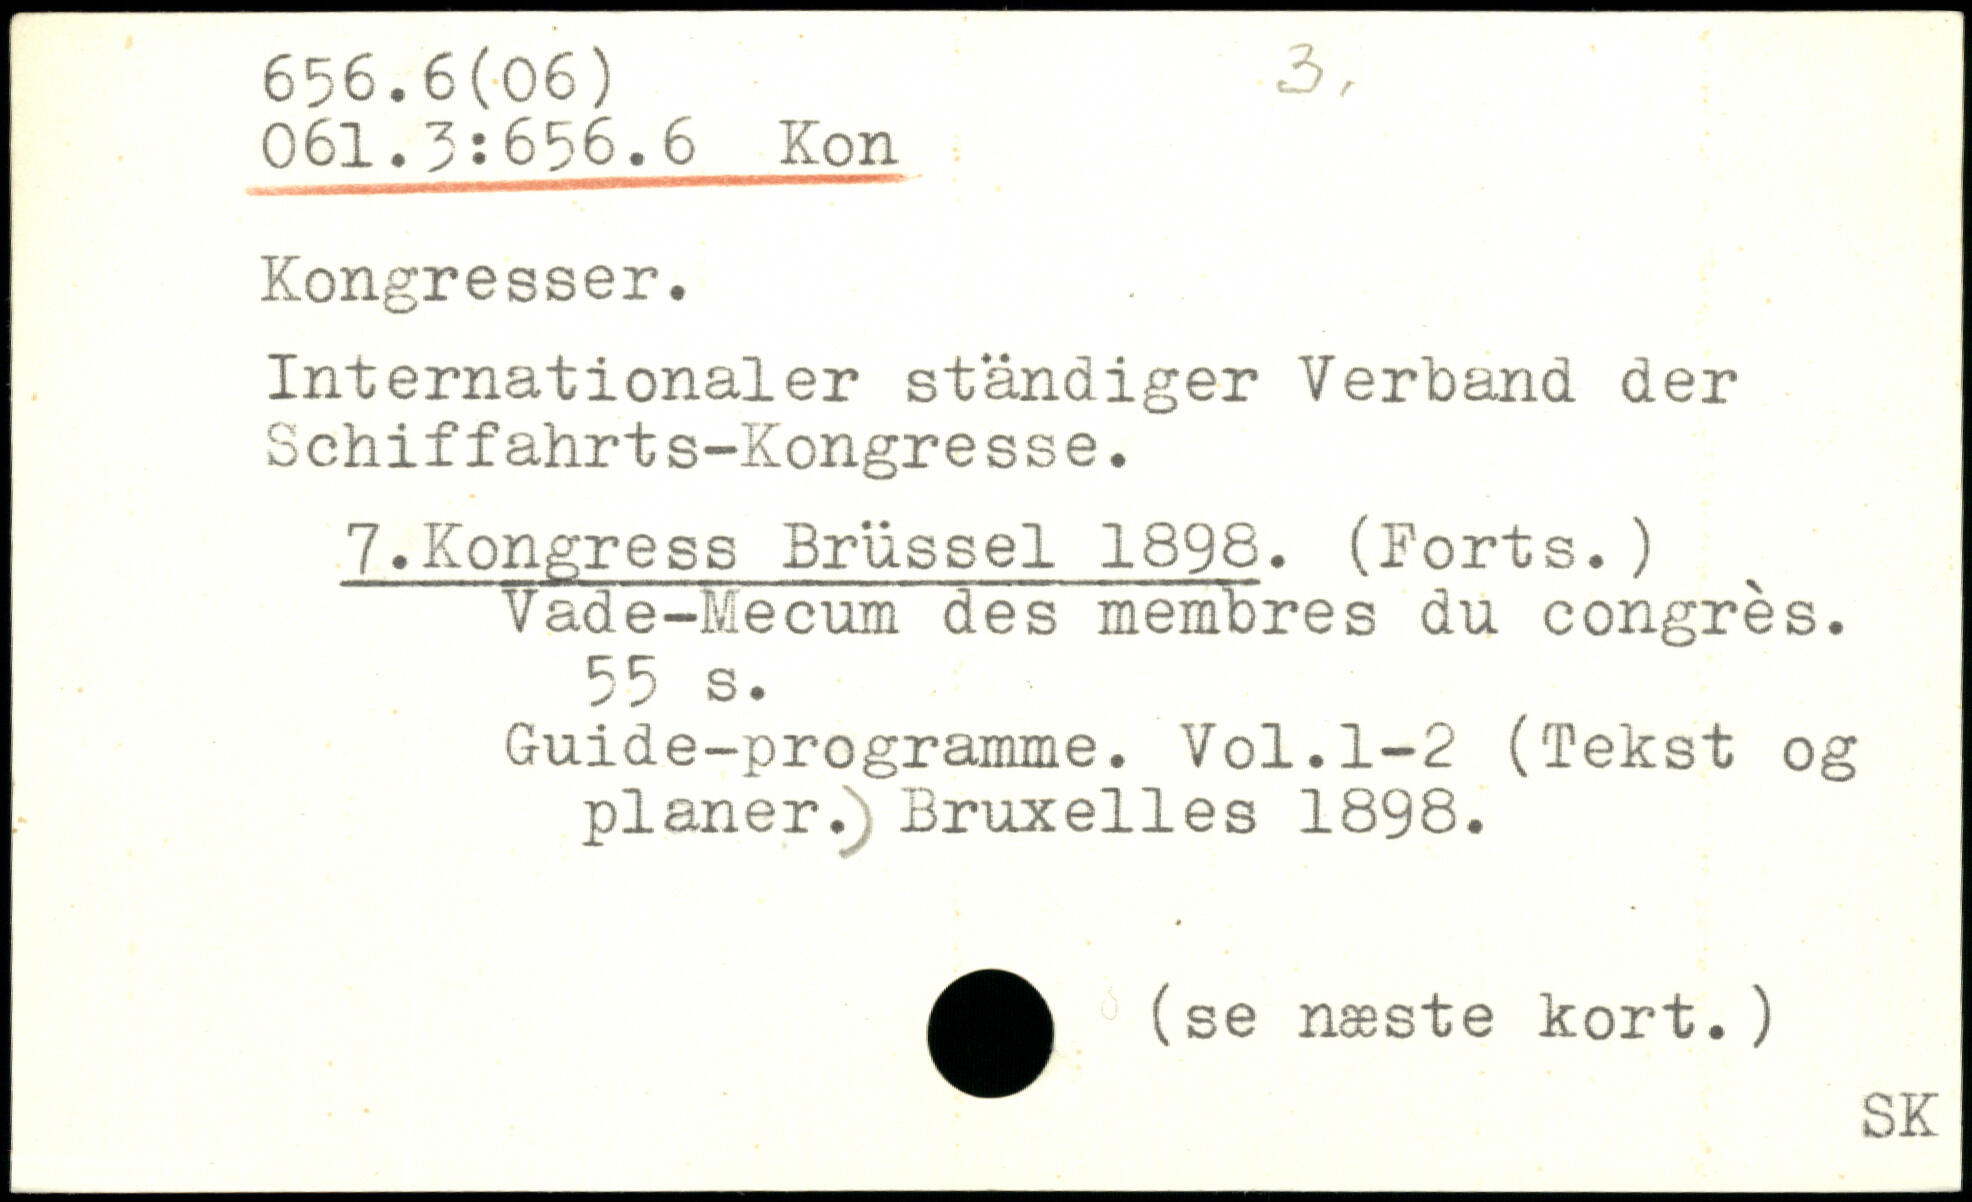 656.6(06)
3.
061.3:656.6 Kon
Kongresser.
Internationaler ständiger Verband der
Schiffahrts-Kongresse.
7.Kongress Brüssel 1898. (Forts.)
Vade-Mecum des membres du congrès.
55 s.
Guide-programme. Vol.1-2 (Tekst og
planer.) Bruxelles 1898.
(se næste kort.)
SK